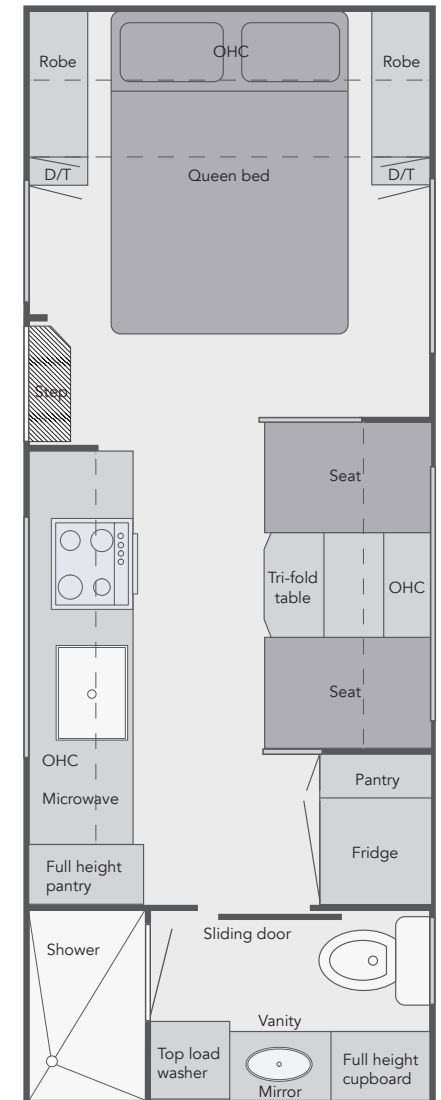 OHC
Robe
Robe
D/T
Queen bed
D/T
Step
Seat
Tri-fold
table
OHC
Seat
OHC
Microwave
Pantry
Full height
pantry
Fridge
Sliding door
Shower
Vanity
Top load
washer
Mirror
Full height
cupboard